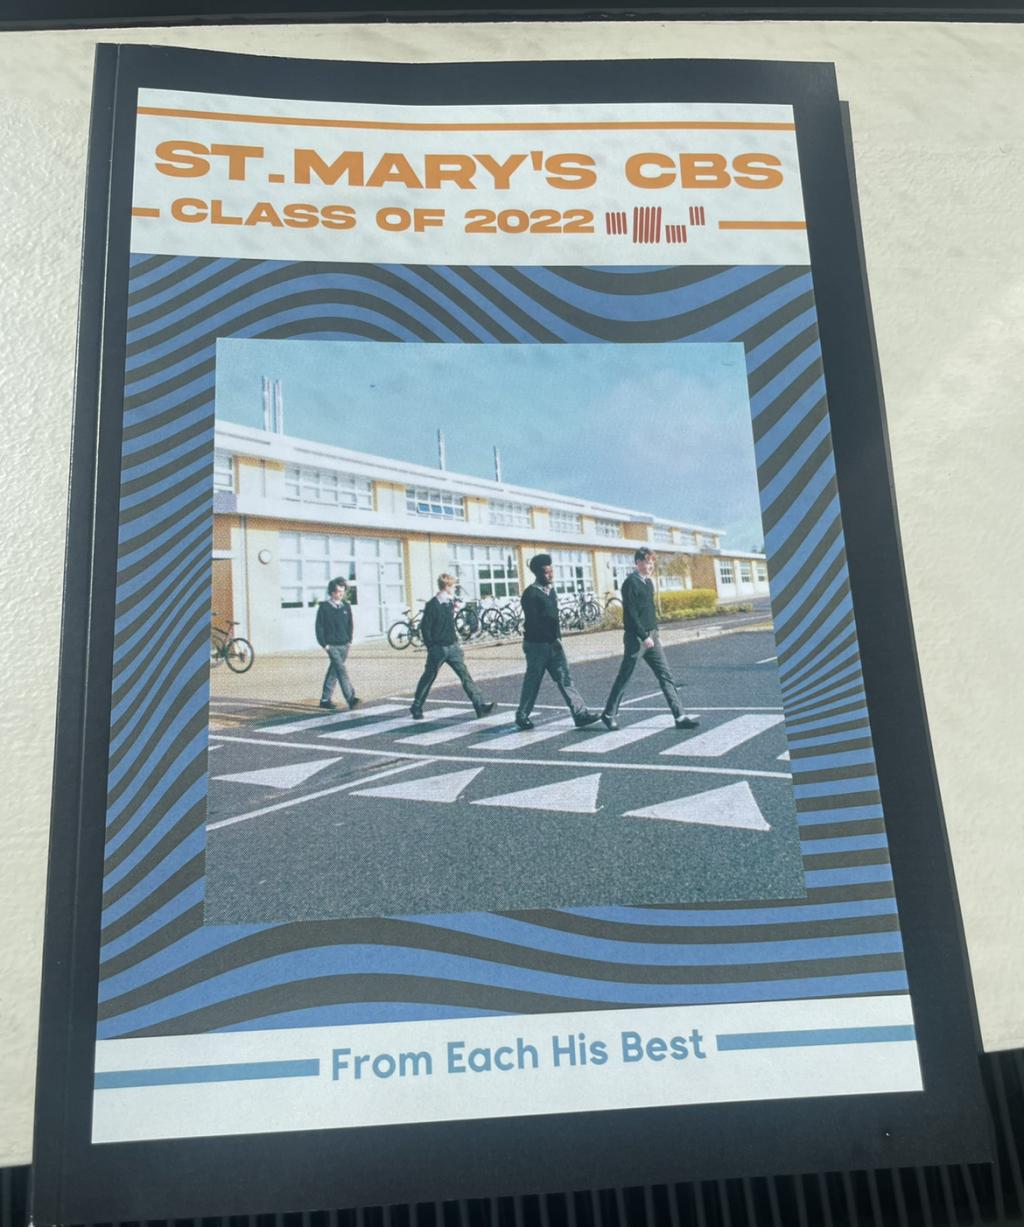 ST.MARY'S CBS
CLASS OF 2022
From Each His Best